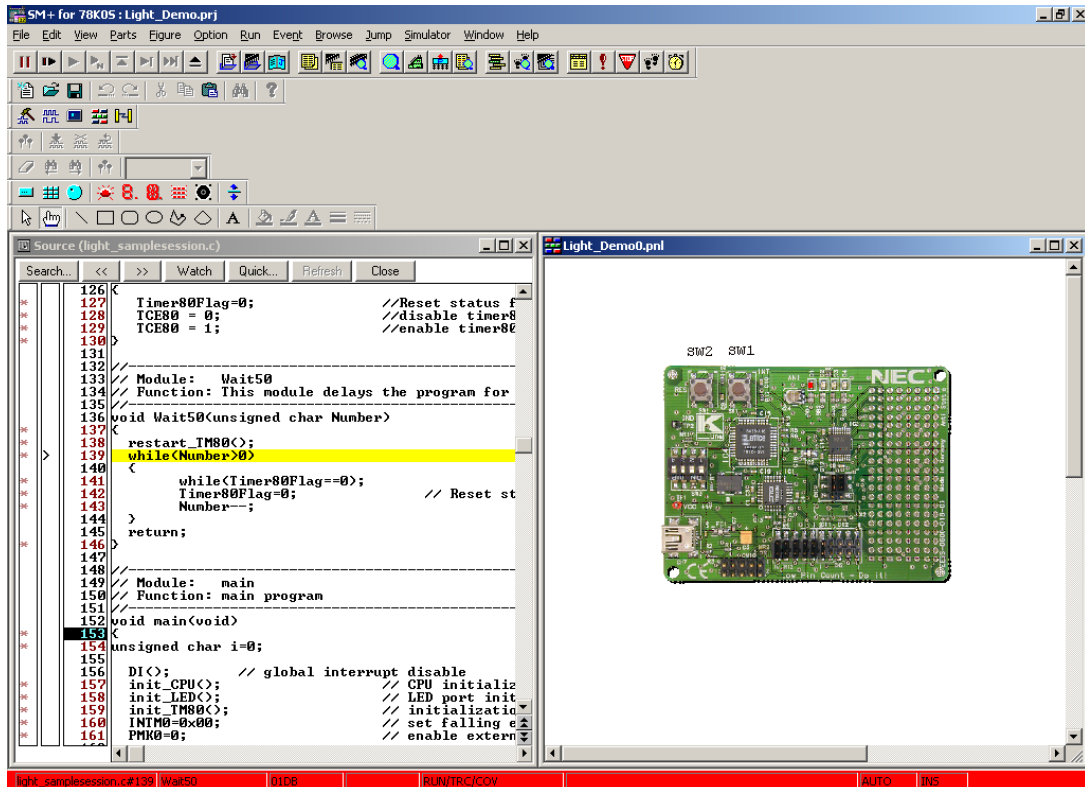 SM+ for 78K0S : Light_Demo.prj
File Edit View Parts Figure Option Run Event Browse Jump Simulator Window Help
Source (light_samplesession.c)
Search... << >> Watch Quick... Refresh Close
126 {
127 Timer80Flag=0; //Reset status f
128 TCE80 = 0; //disable timer8
129 TCE80 = 1; //enable timer80
130 }
131
132 //------------------------------------------------
133 // Module: Wait50
134 // Function: This module delays the program for
135 //------------------------------------------------
136 void Wait50(unsigned char Number)
137 {
138 restart_TM80();
139 while(Number>0)
140 {
141 while(Timer80Flag==0);
142 Timer80Flag=0; // Reset st
143 Number--;
144 }
145 return;
146 }
147
148 //------------------------------------------------
149 // Module: main
150 // Function: main program
151 //------------------------------------------------
152 void main(void)
153 {
154 unsigned char i=0;
155
156 DI(); // global interrupt disable
157 init_CPU(); // CPU initializ
158 init_LED(); // LED port init
159 init_TM80(); // initializatio
160 INTM0=0x00; // set falling e
161 PMK0=0; // enable extern
Light_Demo0.pnl
SW2 SW1
NEC
Low Pin Count - Do it!
light_samplesession.c#139 Wait50 01DB RUN/TRC/COV AUTO INS